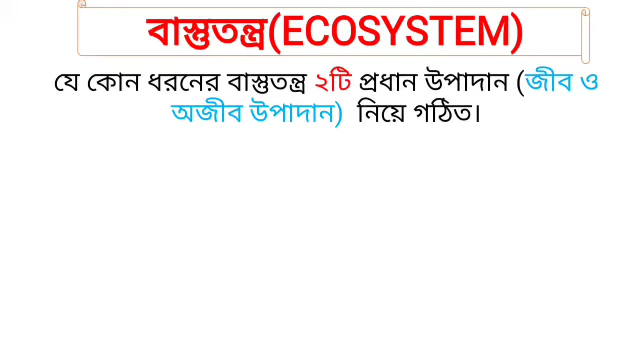 বাস্তুতন্ত্র(ECOSYSTEM)
যে কোন ধরনের বাস্তুতন্ত্র ২টি প্রধান উপাদান (জীব ও
অজীব উপাদান) নিয়ে গঠিত।